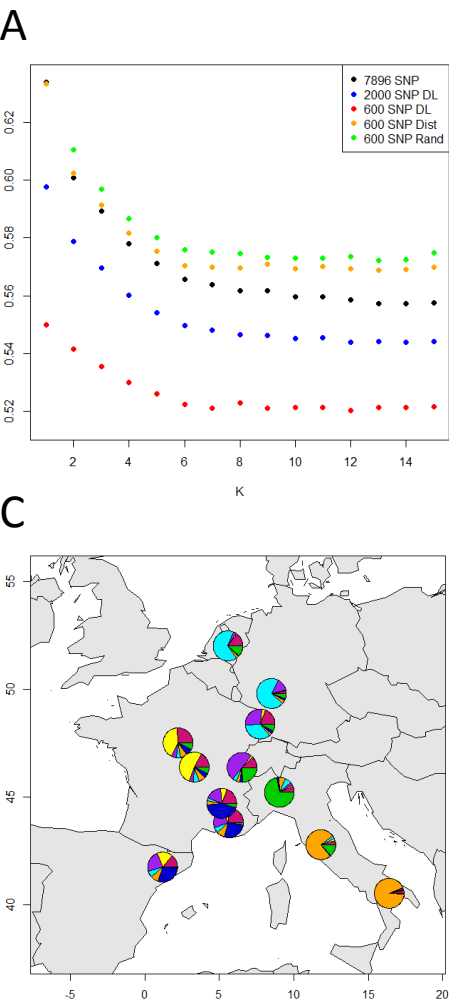 A
7896 SNP
2000 SNP DL
600 SNP DL
600 SNP Dist
600 SNP Rand
0.62
0.60
0.58
0.56
0.54
0.52
2 4 6 8 10 12 14
K
C
55
50
45
40
-5 0 5 10 15 20